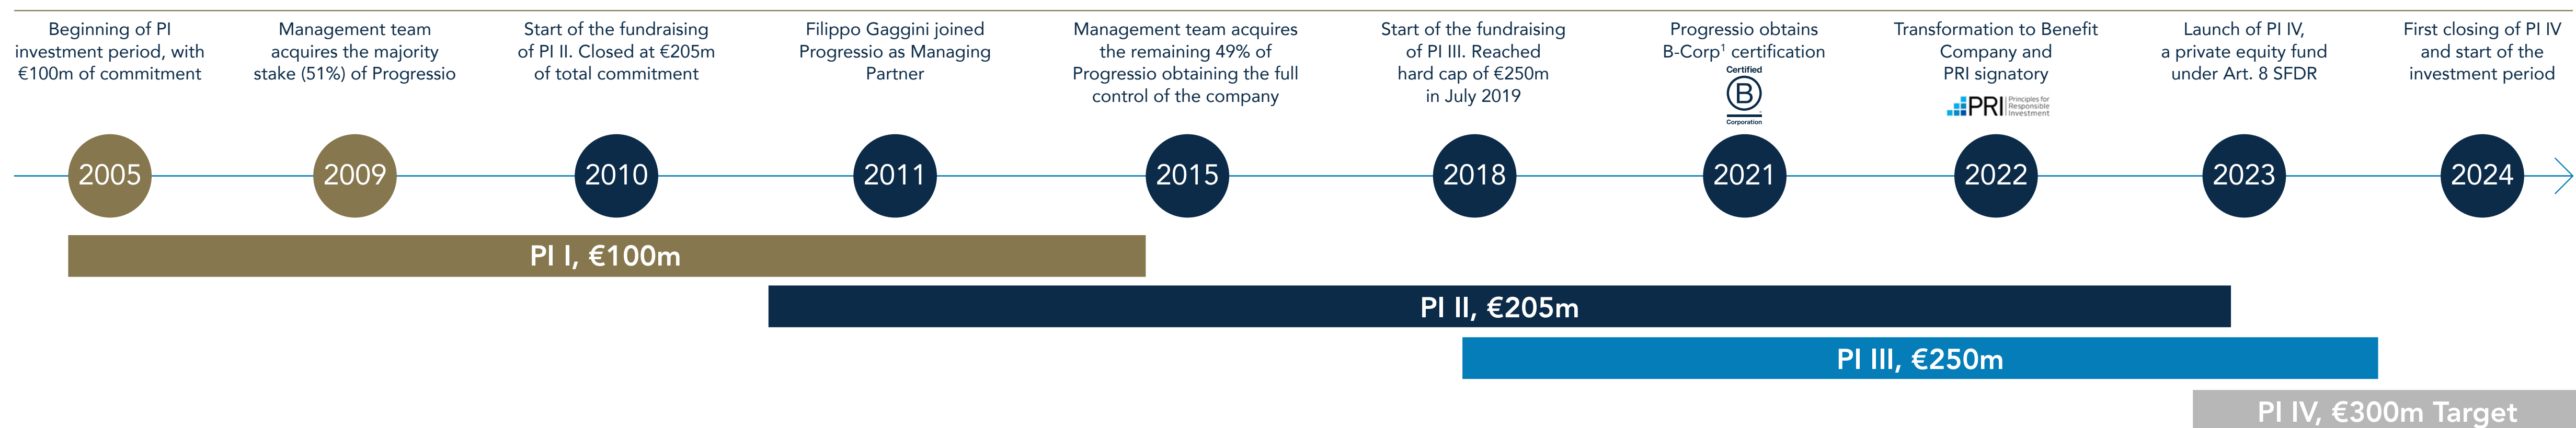 Beginning of PI
investment period, with
€100m of commitment
Management team
acquires the majority
stake (51%) of Progressio
Start of the fundraising
of PI II. Closed at €205m
of total commitment
Filippo Gaggini joined
Progressio as Managing
Partner
Management team acquires
the remaining 49% of
Progressio obtaining the full
control of the company
Start of the fundraising
of PI III. Reached
hard cap of €250m
in July 2019
Progressio obtains
B-Corp¹ certification
Certified
B
Corporation
Transformation to Benefit
Company and
PRI signatory
PRI
Principles for
Responsible
Investment
Launch of PI IV,
a private equity fund
under Art. 8 SFDR
First closing of PI IV
and start of the
investment period
2005
2009
2010
2011
2015
2018
2021
2022
2023
2024
PI I, €100m
PI II, €205m
PI III, €250m
PI IV, €300m Target